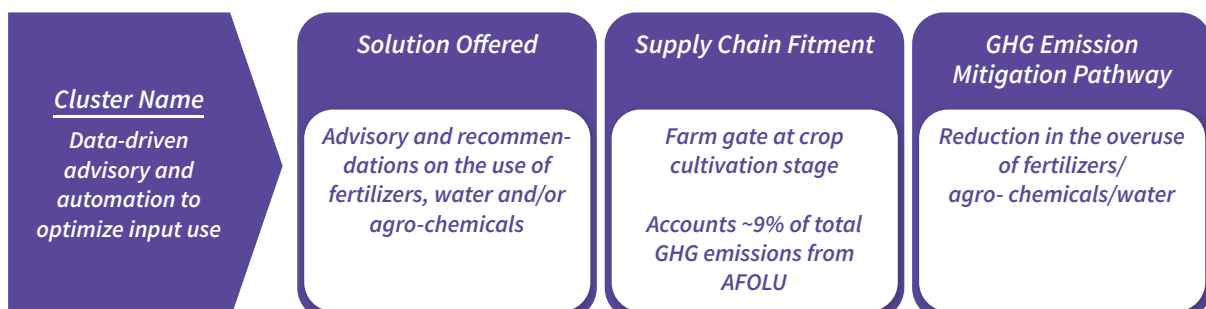 Cluster Name
Data-driven
advisory and
automation to
optimize input use
Solution Offered
Advisory and recommen-
dations on the use of
fertilizers, water and/or
agro-chemicals
Supply Chain Fitment
Farm gate at crop
cultivation stage
Accounts ~9% of total
GHG emissions from
AFOLU
GHG Emission
Mitigation Pathway
Reduction in the overuse
of fertilizers/
agro- chemicals/water